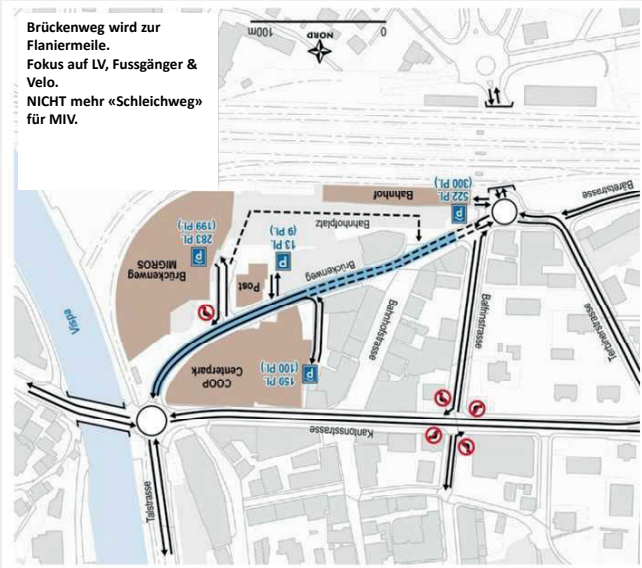 Brückenweg wird zur
Flaniermeile.
Fokus auf LV, Fussgänger &
Velo.
NICHT mehr «Schleichweg»
für MIV.
100m
0
NORD
Bahnhof
522 Pl.
(300 Pl.)
P
Bäretstrasse
Bahnhofplatz
Brückenweg
MIGROS
283 Pl.
(199 Pl.)
P
13 Pl.
(9 Pl.)
P
Post
Brückenweg
Bahnhofstrasse
Balfrinstrasse
Terbinerstrasse
Vispa
COOP
Centerpark
159 Pl.
(100 Pl.)
P
Kantonsstrasse
Talstrasse